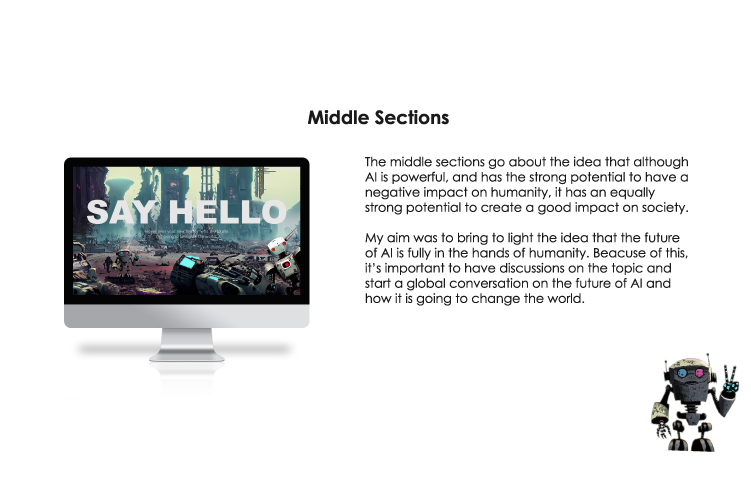 Middle Sections
SAY HELLO
The middle sections go about the idea that although
AI is powerful, and has the strong potential to have a
negative impact on humanity, it has an equally
strong potential to create a good impact on society.
My aim was to bring to light the idea that the future
of AI is fully in the hands of humanity. Beacuse of this,
it's important to have discussions on the topic and
start a global conversation on the future of AI and
how it is going to change the world.